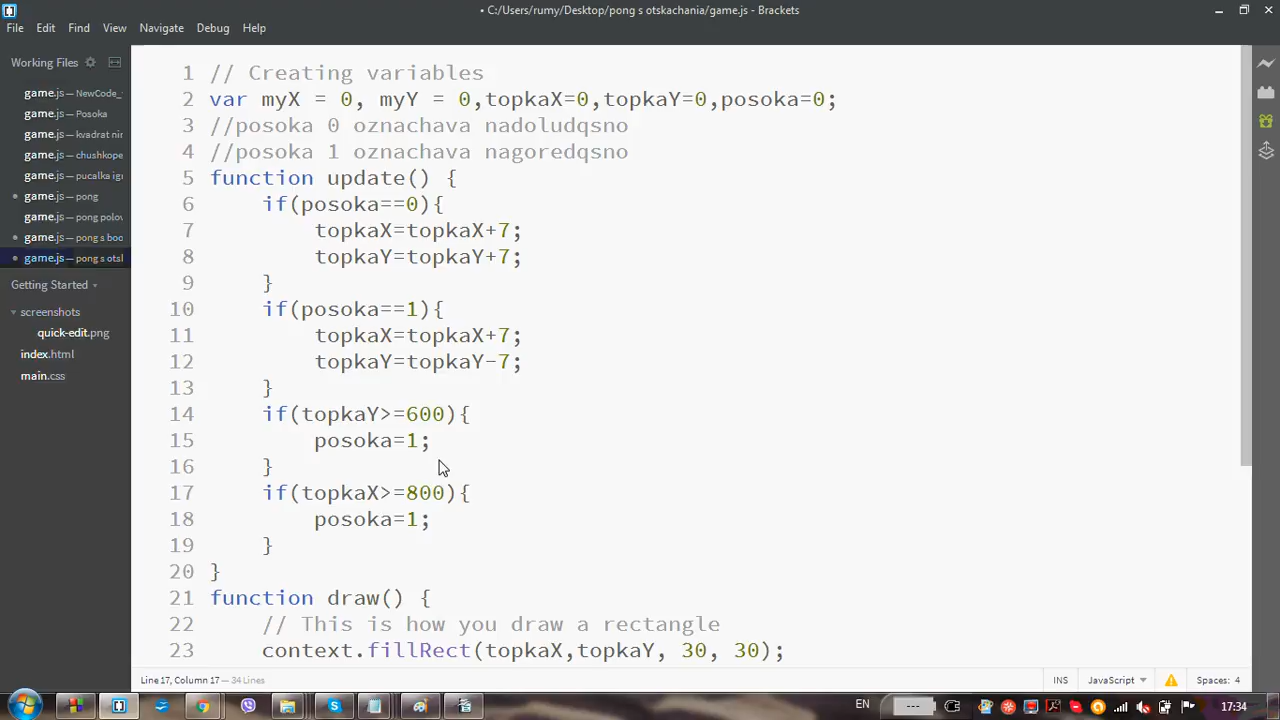 • C:/Users/rumy/Desktop/pong s otskachania/game.js - Brackets
File Edit Find View Navigate Debug Help
Working Files
game.js — NewCode_
game.js — Posoka
game.js — kvadrat nir
game.js — chushkope
game.js — pucalka igr
game.js — pong
game.js — pong polov
game.js — pong s boo
game.js — pong s otsl
Getting Started
screenshots
quick-edit.png
index.html
main.css
1 // Creating variables
2 var myX = 0, myY = 0,topkaX=0,topkaY=0,posoka=0;
3 //posoka 0 oznachava nadoludqsno
4 //posoka 1 oznachava nagoredqsno
5 function update() {
6 if(posoka==0){
7 topkaX=topkaX+7;
8 topkaY=topkaY+7;
9 }
10 if(posoka==1){
11 topkaX=topkaX+7;
12 topkaY=topkaY-7;
13 }
14 if(topkaY>=600){
15 posoka=1;
16 }
17 if(topkaX>=800){
18 posoka=1;
19 }
20 }
21 function draw() {
22 // This is how you draw a rectangle
23 context.fillRect(topkaX,topkaY, 30, 30);
Line 17, Column 17 — 34 Lines
INS JavaScript Spaces: 4
EN 17:34